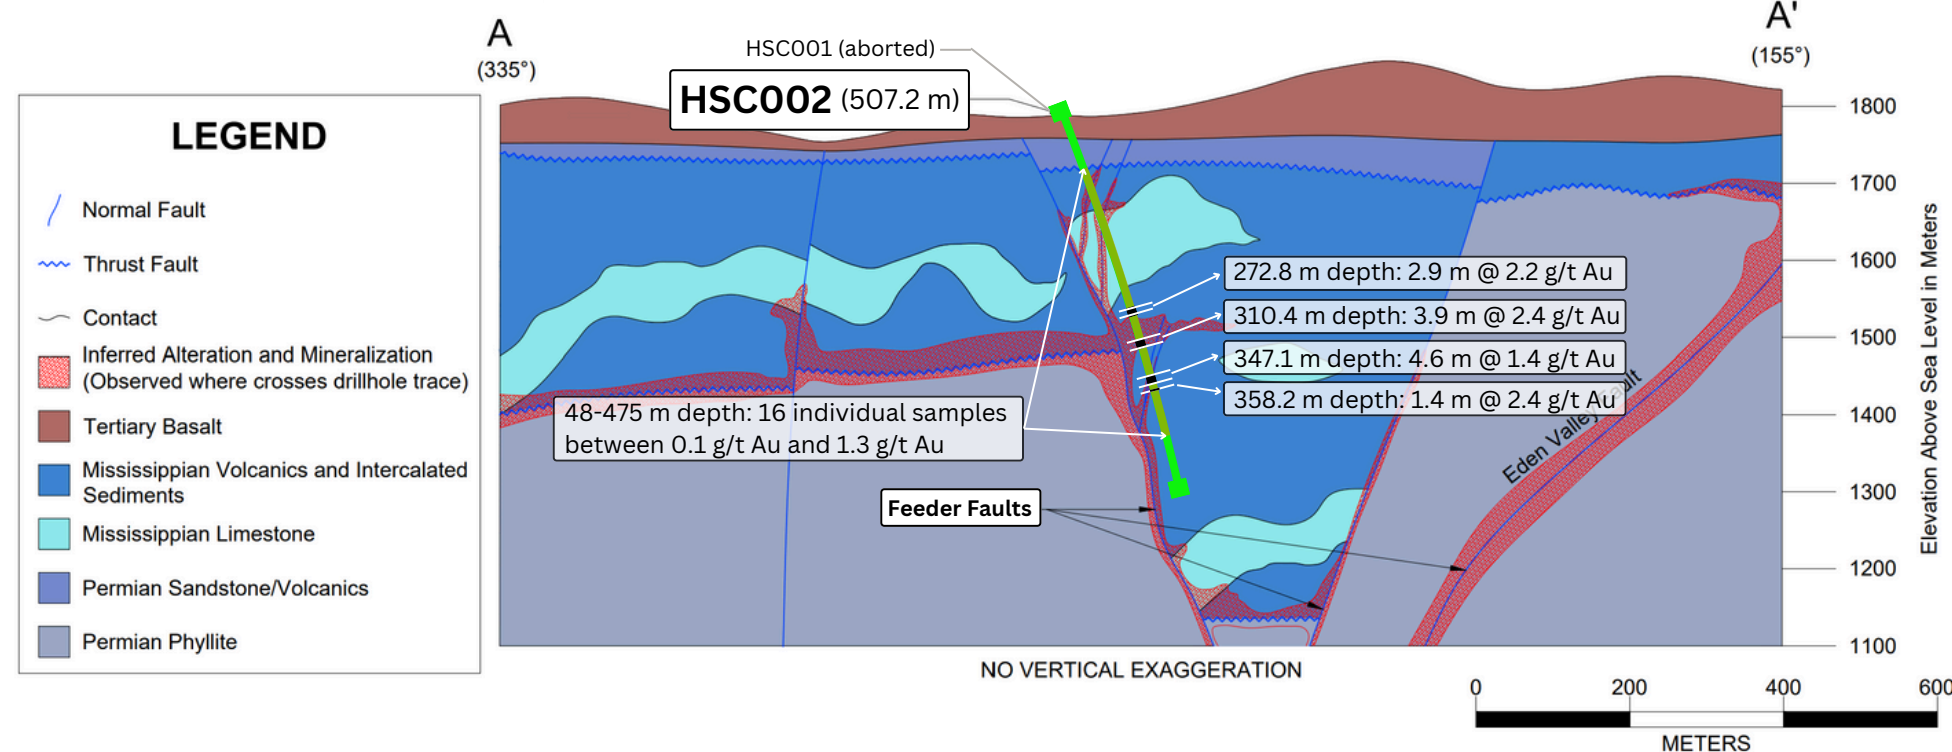 A
(335°)
HSC001 (aborted)
HSC002 (507.2 m)
A'
(155°)
LEGEND
Normal Fault
Thrust Fault
Contact
Inferred Alteration and Mineralization
(Observed where crosses drillhole trace)
Tertiary Basalt
Mississippian Volcanics and Intercalated
Sediments
Mississippian Limestone
Permian Sandstone/Volcanics
Permian Phyllite
272.8 m depth: 2.9 m @ 2.2 g/t Au
310.4 m depth: 3.9 m @ 2.4 g/t Au
347.1 m depth: 4.6 m @ 1.4 g/t Au
358.2 m depth: 1.4 m @ 2.4 g/t Au
48-475 m depth: 16 individual samples
between 0.1 g/t Au and 1.3 g/t Au
Feeder Faults
Eden Valley Fault
1800
1700
1600
1500
1400
1300
1200
1100
Elevation Above Sea Level in Meters
NO VERTICAL EXAGGERATION
0 200 400 600
METERS